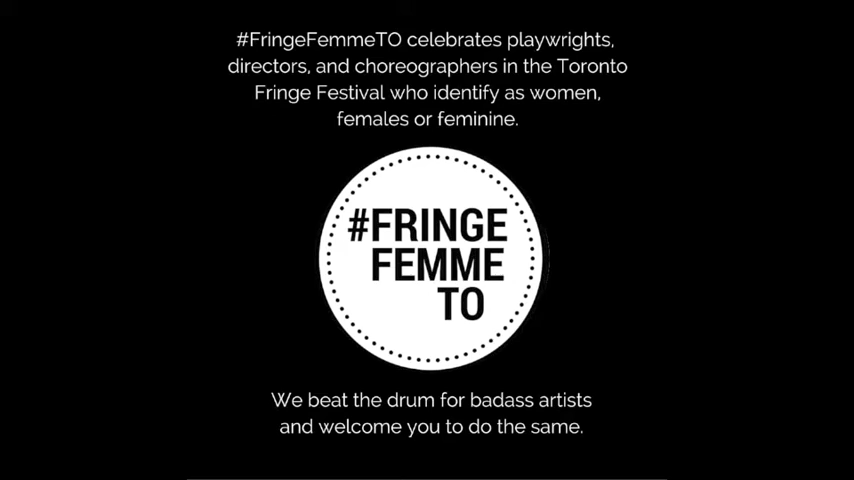 #FringeFemmeTO celebrates playwrights,
directors, and choreographers in the Toronto
Fringe Festival who identify as women,
females or feminine.
#FRINGE
FEMME
TO
We beat the drum for badass artists
and welcome you to do the same.